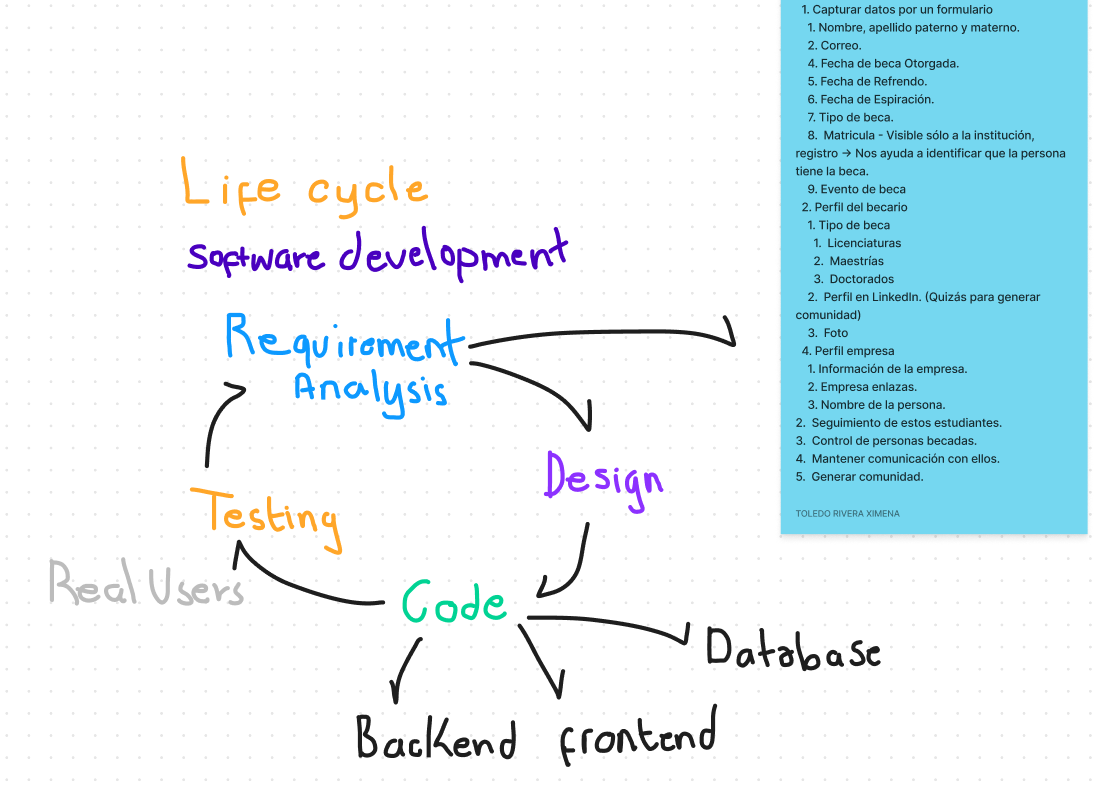 Life cycle
software development
Requirement
Analysis
Design
Testing
Real Users
Code
Database
Backend
frontend
1. Capturar datos por un formulario
1. Nombre, apellido paterno y materno.
2. Correo.
4. Fecha de beca Otorgada.
5. Fecha de Refrendo.
6. Fecha de Espiración.
7. Tipo de beca.
8. Matricula - Visible sólo a la institución,
registro → Nos ayuda a identificar que la persona
tiene la beca.
9. Evento de beca
2. Perfil del becario
1. Tipo de beca
1. Licenciaturas
2. Maestrías
3. Doctorados
2. Perfil en LinkedIn. (Quizás para generar
comunidad)
3. Foto
4. Perfil empresa
1. Información de la empresa.
2. Empresa enlazas.
3. Nombre de la persona.
2. Seguimiento de estos estudiantes.
3. Control de personas becadas.
4. Mantener comunicación con ellos.
5. Generar comunidad.
TOLEDO RIVERA XIMENA